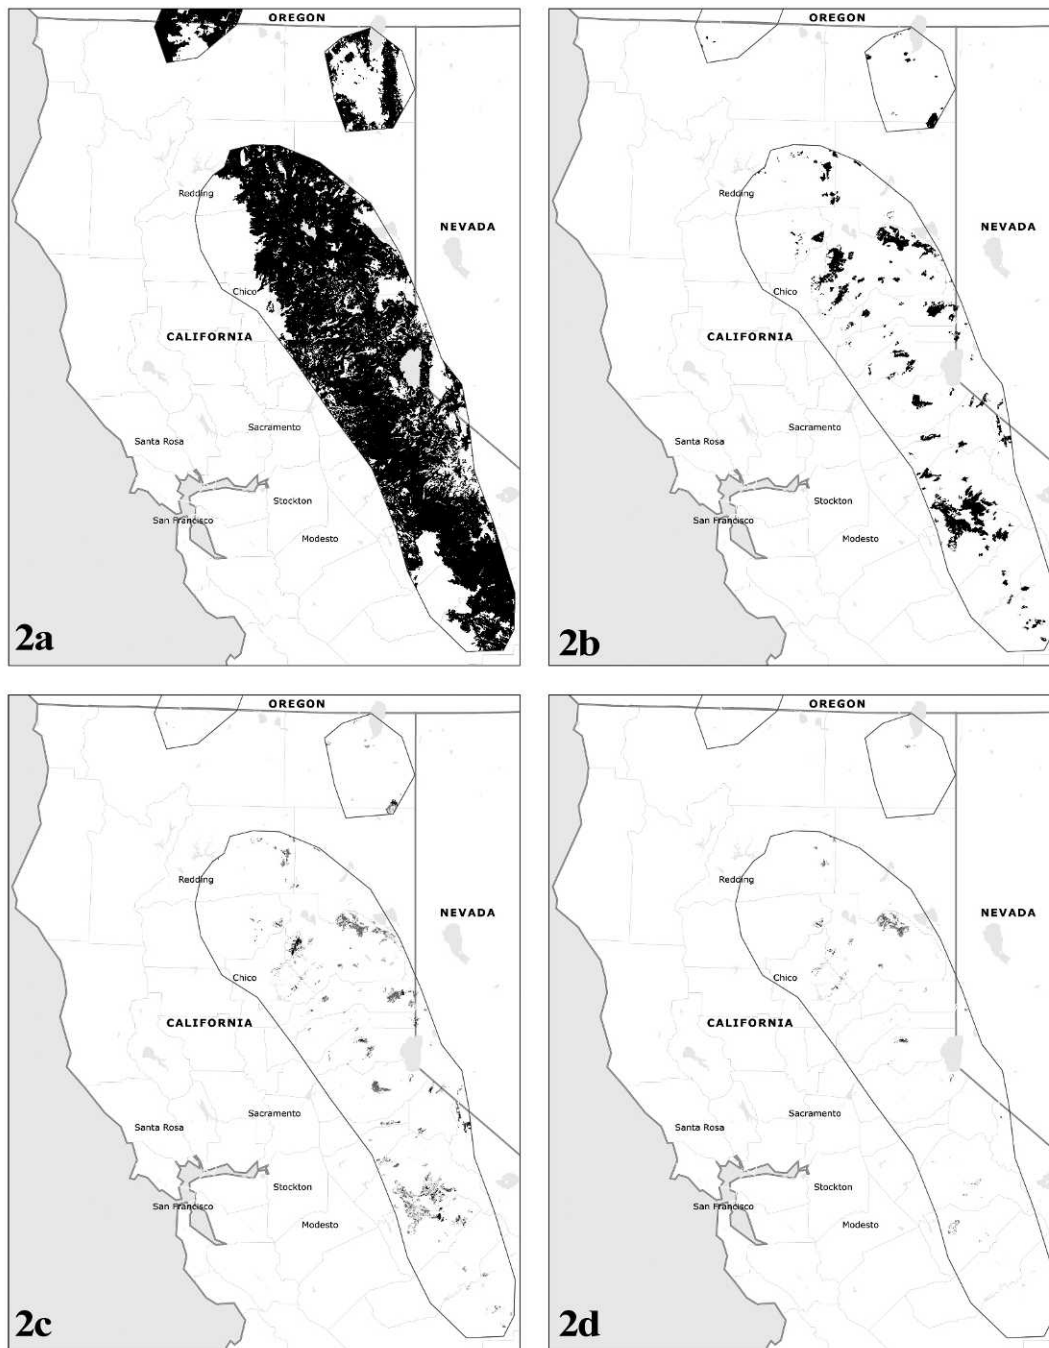 OREGON
Redding
NEVADA
Chico
CALIFORNIA
Sacramento
Santa Rosa
Stockton
San Francisco
Modesto
2a
OREGON
Redding
NEVADA
Chico
CALIFORNIA
Sacramento
Santa Rosa
Stockton
San Francisco
Modesto
2b
OREGON
Redding
NEVADA
Chico
CALIFORNIA
Sacramento
Santa Rosa
Stockton
San Francisco
Modesto
2c
OREGON
Redding
NEVADA
Chico
CALIFORNIA
Sacramento
Santa Rosa
Stockton
San Francisco
Modesto
2d